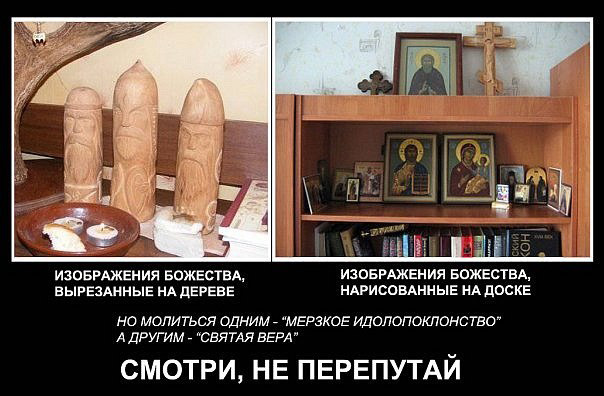 ИЗОБРАЖЕНИЯ БОЖЕСТВА,
ВЫРЕЗАННЫЕ НА ДЕРЕВЕ
ИЗОБРАЖЕНИЯ БОЖЕСТВА,
НАРИСОВАННЫЕ НА ДОСКЕ
НО МОЛИТЬСЯ ОДНИМ - “МЕРЗКОЕ ИДОЛОПОКЛОНСТВО”
А ДРУГИМ - “СВЯТАЯ ВЕРА”
СМОТРИ, НЕ ПЕРЕПУТАЙ